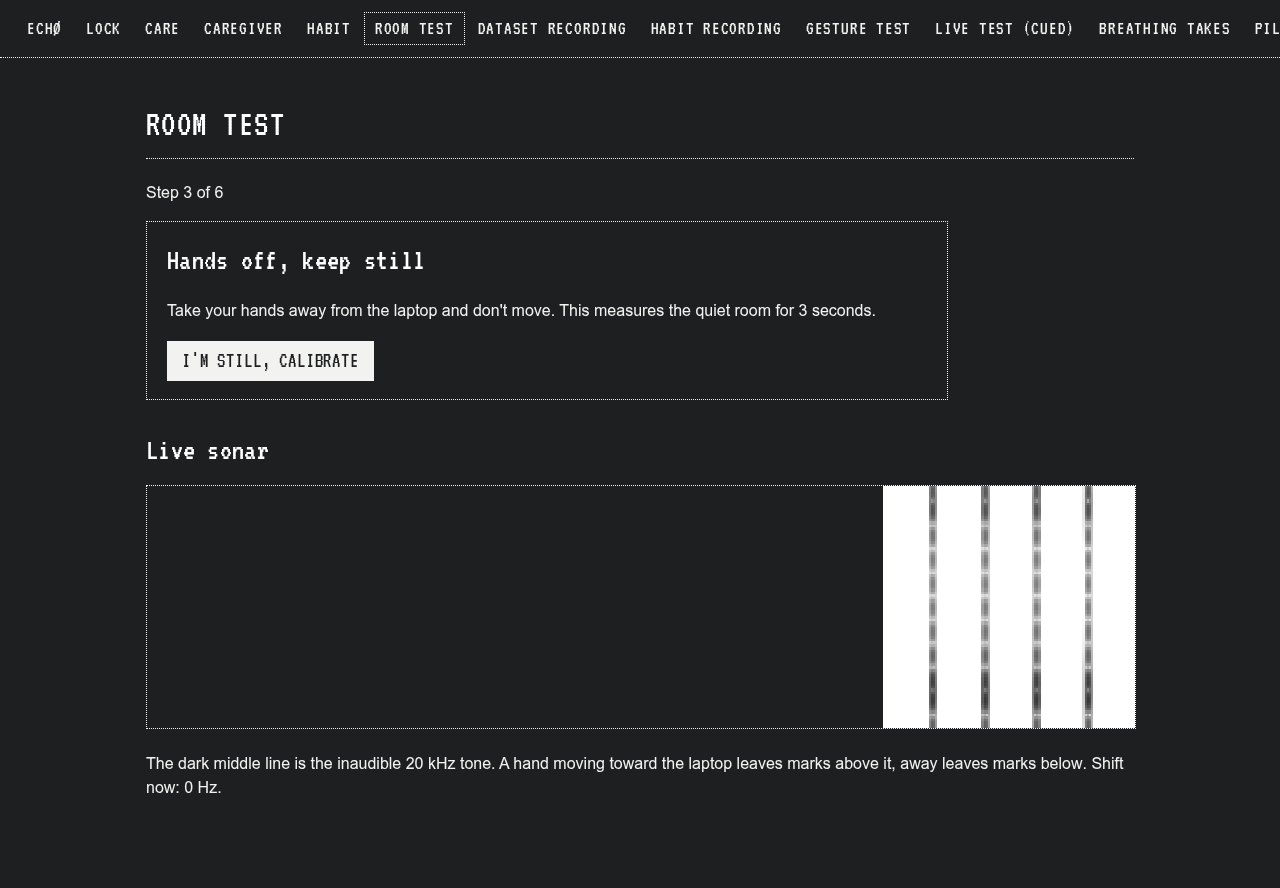 ECHØ LOCK CARE CAREGIVER HABIT ROOM TEST DATASET RECORDING HABIT RECORDING GESTURE TEST LIVE TEST (CUED) BREATHING TAKES
ROOM TEST
Step 3 of 6
Hands off, keep still
Take your hands away from the laptop and don't move. This measures the quiet room for 3 seconds.
I'M STILL, CALIBRATE
Live sonar
The dark middle line is the inaudible 20 kHz tone. A hand moving toward the laptop leaves marks above it, away leaves marks below. Shift
now: 0 Hz.